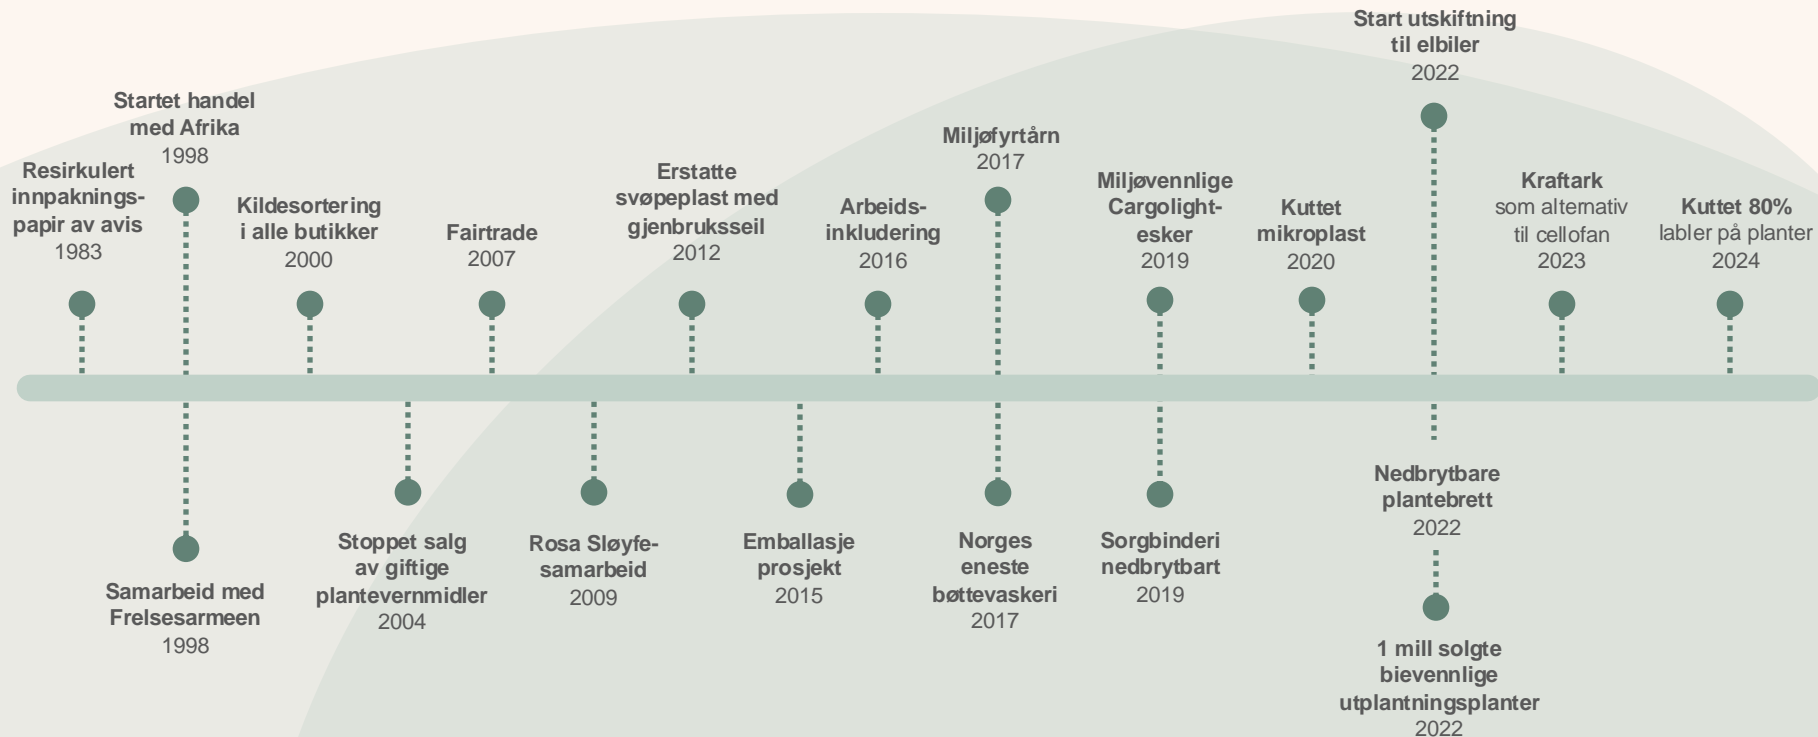 Resirkulert
innpaknings-
papir av avis
1983
Startet handel
med Afrika
1998
Samarbeid med
Frelsesarmeen
1998
Kildesortering
i alle butikker
2000
Stoppet salg
av giftige
plantevernmidler
2004
Fairtrade
2007
Rosa Sløyfe-
samarbeid
2009
Erstatte
svøpeplast med
gjenbruksseil
2012
Emballasje
prosjekt
2015
Arbeids-
inkludering
2016
Miljøfyrtårn
2017
Norges
eneste
bøttevaskeri
2017
Miljøvennlige
Cargolight-
esker
2019
Sorgbinderi
nedbrytbart
2019
Kuttet
mikroplast
2020
Start utskiftning
til elbiler
2022
Nedbrytbare
plantebrett
2022
1 mill solgte
bievennlige
utplantningsplanter
2022
Kraftark
som alternativ
til cellofan
2023
Kuttet 80%
labler på planter
2024